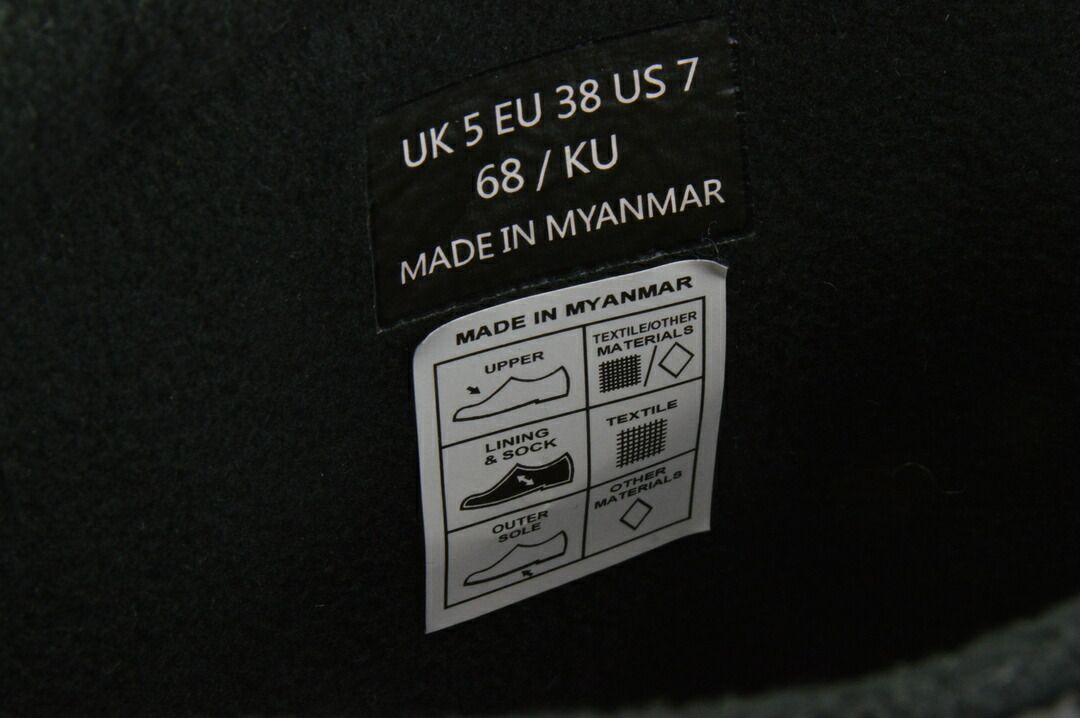 UK 5 EU 38 US 7
68 / KU
MADE IN MYANMAR
MADE IN MYANMAR
UPPER
TEXTILE/OTHER
MATERIALS
LINING
& SOCK
TEXTILE
OUTER
SOLE
OTHER
MATERIALS